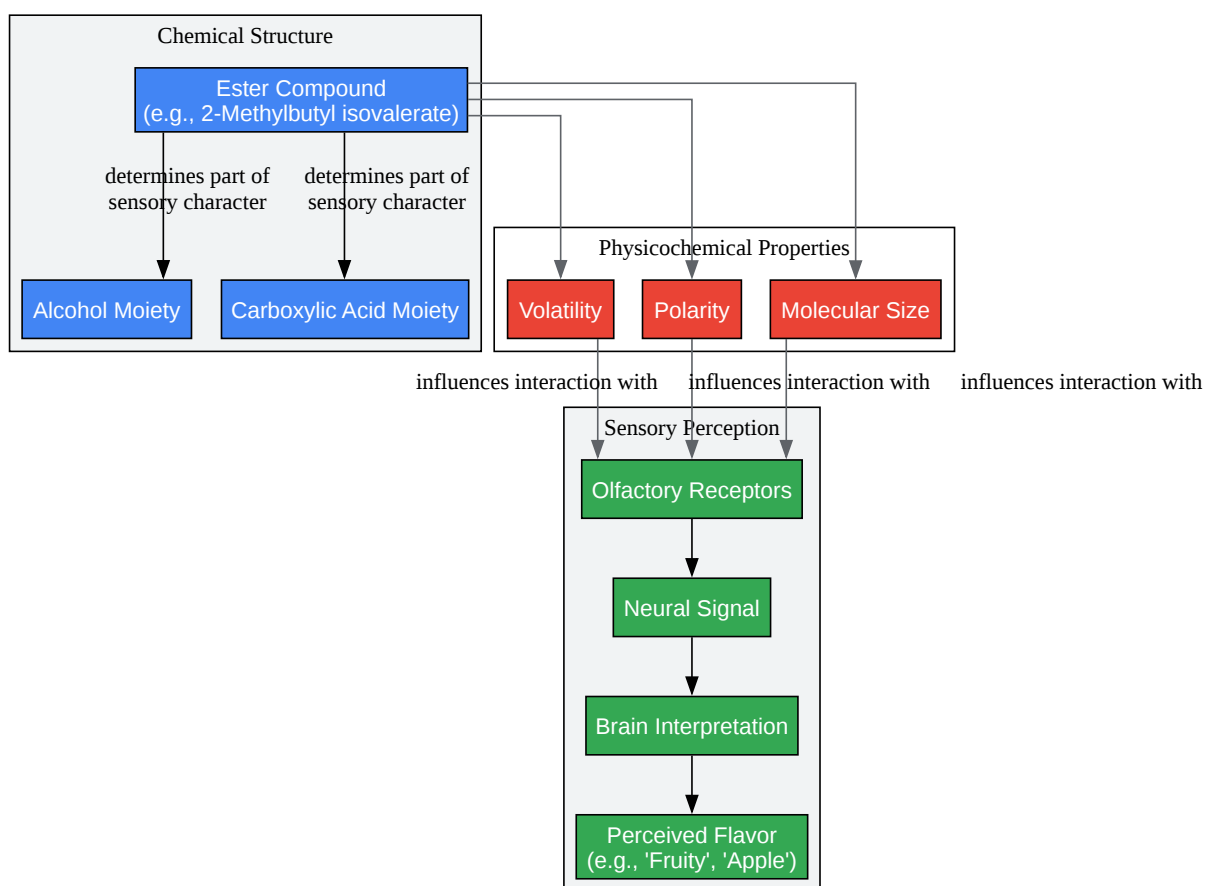 Chemical Structure
Ester Compound
(e.g., 2-Methylbutyl isovalerate)
determines part of
sensory character
determines part of
sensory character
Alcohol Moiety
Carboxylic Acid Moiety
Physicochemical Properties
Volatility
Polarity
Molecular Size
influences interaction with
influences interaction with
influences interaction with
Sensory Perception
Olfactory Receptors
Neural Signal
Brain Interpretation
Perceived Flavor
(e.g., 'Fruity', 'Apple')